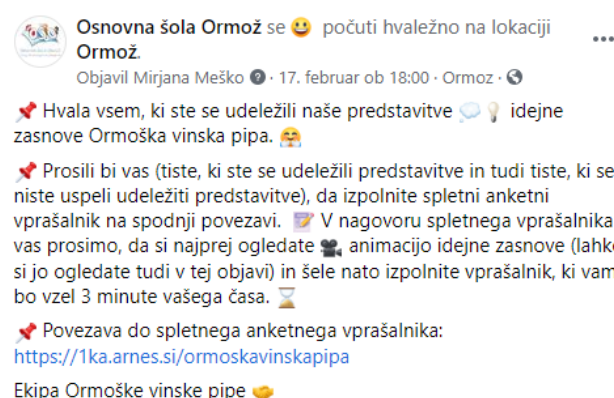 Osnovna šola Ormož se 😃 počuti hvaležno na lokaciji
Ormož.
Objavil Mirjana Meško · 17. februar ob 18:00 · Ormoz ·
📌 Hvala vsem, ki ste se udeležili naše predstavitve 💭💡 idejne
zasnove Ormoška vinska pipa. 🤗
📌 Prosili bi vas (tiste, ki ste se udeležili predstavitve in tudi tiste, ki se
niste uspeli udeležiti predstavitve), da izpolnite spletni anketni
vprašalnik na spodnji povezavi. 📝 V nagovoru spletnega vprašalnika
vas prosimo, da si najprej ogledate 🎥 animacijo idejne zasnove (lahko
si jo ogledate tudi v tej objavi) in šele nato izpolnite vprašalnik, ki vam
bo vzel 3 minute vašega časa. ⏳
📌 Povezava do spletnega anketnega vprašalnika:
https://1ka.arnes.si/ormoskavinskapipa
Ekipa Ormoške vinske pipe 🤝